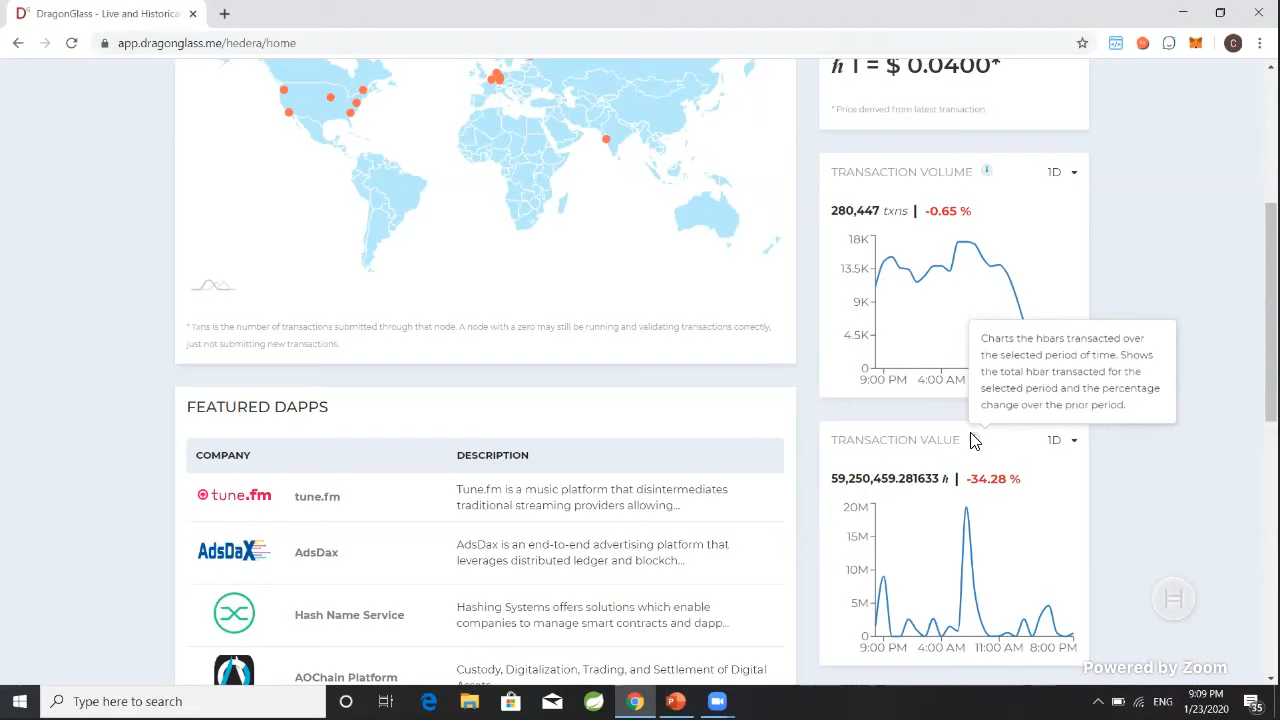 DragonGlass - Live and Historica
app.dragonglass.me/hedera/home
C
ℏ 1 = $ 0.0400*
* Price derived from latest transaction.
* Txns is the number of transactions submitted through that node. A node with a zero may still be running and validating transactions correctly,
just not submitting new transactions.
TRANSACTION VOLUME
1D
280,447 txns | -0.65 %
18K
13.5K
9K
4.5K
0
9:00 PM 4:00 AM
Charts the hbars transacted over
the selected period of time. Shows
the total hbar transacted for the
selected period and the percentage
change over the prior period.
FEATURED DAPPS
COMPANY DESCRIPTION
tune.fm tune.fm
Tune.fm is a music platform that disintermediates
traditional streaming providers allowing...
AdsDaX AdsDax
AdsDax is an end-to-end advertising platform that
leverages distributed ledger and blockch...
Hash Name Service
Hashing Systems offers solutions which enable
companies to manage smart contracts and dapp...
AOChain Platform
Custody, Digitalization, Trading, and Settlement of Digital
Assets...
TRANSACTION VALUE
1D
59,250,459.281633 ℏ | -34.28 %
20M
15M
10M
5M
0
9:00 PM 4:00 AM 11:00 AM 8:00 PM
H
Powered by Zoom
Type here to search
ENG
9:09 PM
1/23/2020
35